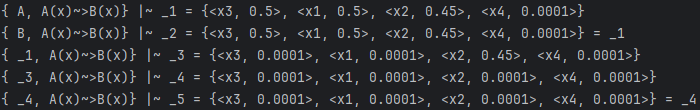 { A, A(x)~>B(x)} |~ _1 = {<x3, 0.5>, <x1, 0.5>, <x2, 0.45>, <x4, 0.0001>}
{ B, A(x)~>B(x)} |~ _2 = {<x3, 0.5>, <x1, 0.5>, <x2, 0.45>, <x4, 0.0001>} = _1
{ _1, A(x)~>B(x)} |~ _3 = {<x3, 0.0001>, <x1, 0.0001>, <x2, 0.45>, <x4, 0.0001>}
{ _3, A(x)~>B(x)} |~ _4 = {<x3, 0.0001>, <x1, 0.0001>, <x2, 0.0001>, <x4, 0.0001>}
{ _4, A(x)~>B(x)} |~ _5 = {<x3, 0.0001>, <x1, 0.0001>, <x2, 0.0001>, <x4, 0.0001>} = _4